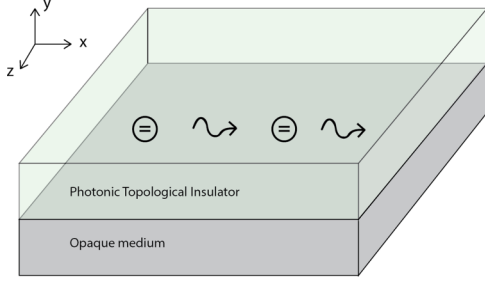 y
x
z
= =
Photonic Topological Insulator
Opaque medium